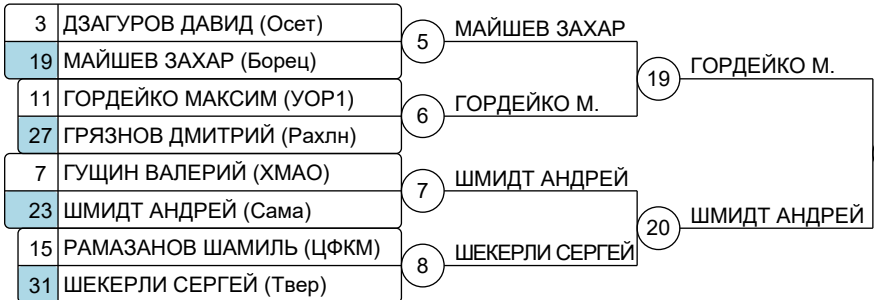 3 ДЗАГУРОВ ДАВИД (Осет)
19 МАЙШЕВ ЗАХАР (Борец)
5 МАЙШЕВ ЗАХАР
11 ГОРДЕЙКО МАКСИМ (УОР1)
27 ГРЯЗНОВ ДМИТРИЙ (Рахлн)
6 ГОРДЕЙКО М.
19 ГОРДЕЙКО М.
7 ГУЩИН ВАЛЕРИЙ (ХМАО)
23 ШМИДТ АНДРЕЙ (Сама)
7 ШМИДТ АНДРЕЙ
15 РАМАЗАНОВ ШАМИЛЬ (ЦФКМ)
31 ШЕКЕРЛИ СЕРГЕЙ (Твер)
8 ШЕКЕРЛИ СЕРГЕЙ
20 ШМИДТ АНДРЕЙ